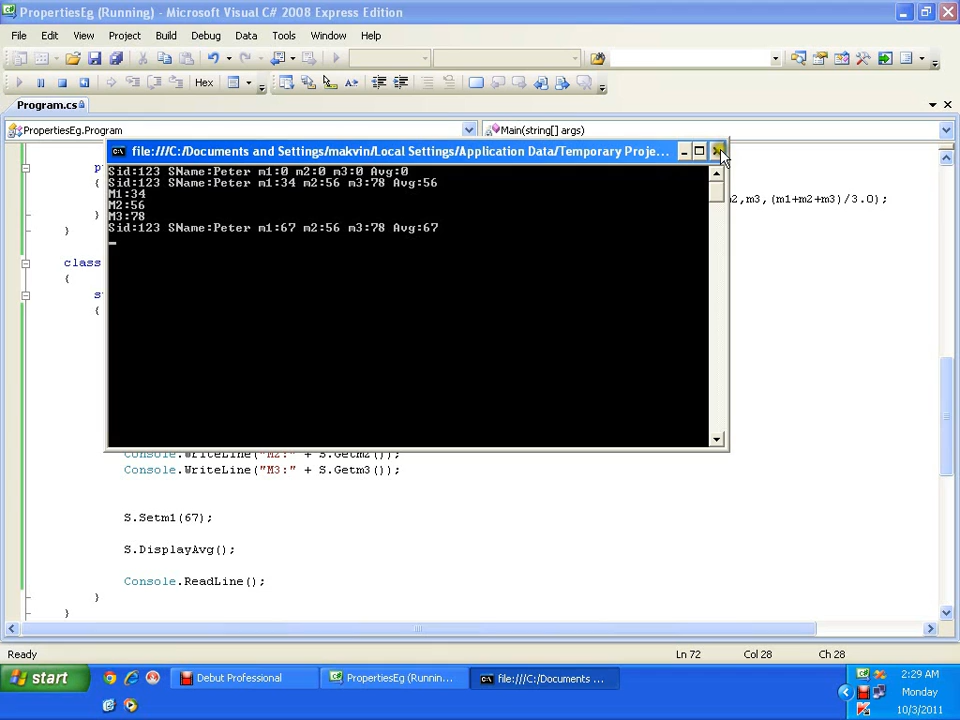 PropertiesEg (Running) - Microsoft Visual C# 2008 Express Edition
File Edit View Project Build Debug Data Tools Window Help
Hex
Program.cs
PropertiesEg.Program
Main(string[] args)
file:///C:/Documents and Settings/makvin/Local Settings/Application Data/Temporary Proje...
Sid:123 SName:Peter m1:0 m2:0 m3:0 Avg:0
Sid:123 SName:Peter m1:34 m2:56 m3:78 Avg:56
M1:34
M2:56
M3:78
Sid:123 SName:Peter m1:67 m2:56 m3:78 Avg:67
p
{
m2,m3,(m1+m2+m3)/3.0);
}
}
class
{
s
{
Console.WriteLine("M2:" + S.Getm2());
Console.WriteLine("M3:" + S.Getm3());
S.Setm1(67);
S.DisplayAvg();
Console.ReadLine();
}
}
Ready
Ln 72
Col 28
Ch 28
start
Debut Professional
PropertiesEg (Runnin...
file:///C:/Documents ...
2:29 AM
Monday
10/3/2011